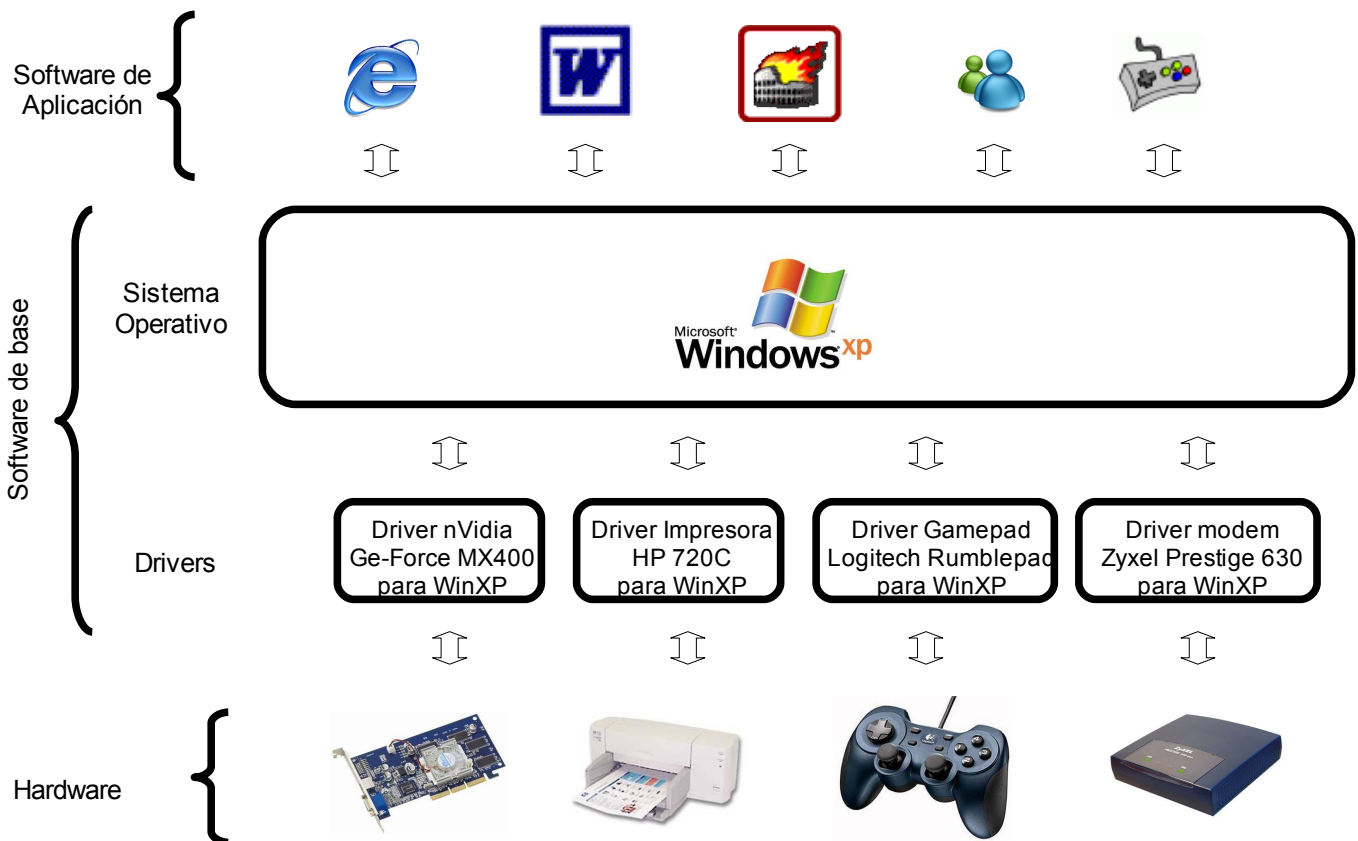 Software de
Aplicación
W
Software de base
Sistema
Operativo
Microsoft®
Windows xp
Drivers
Driver nVidia
Ge-Force MX400
para WinXP
Driver Impresora
HP 720C
para WinXP
Driver Gamepad
Logitech Rumblepad
para WinXP
Driver modem
Zyxel Prestige 630
para WinXP
Hardware
ZyXEL